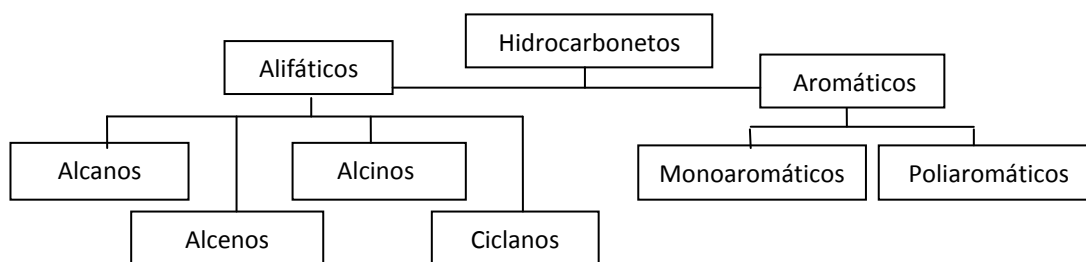 Hidrocarbonetos
Alifáticos
Aromáticos
Alcanos
Alcinos
Monoaromáticos
Poliaromáticos
Alcenos
Ciclanos